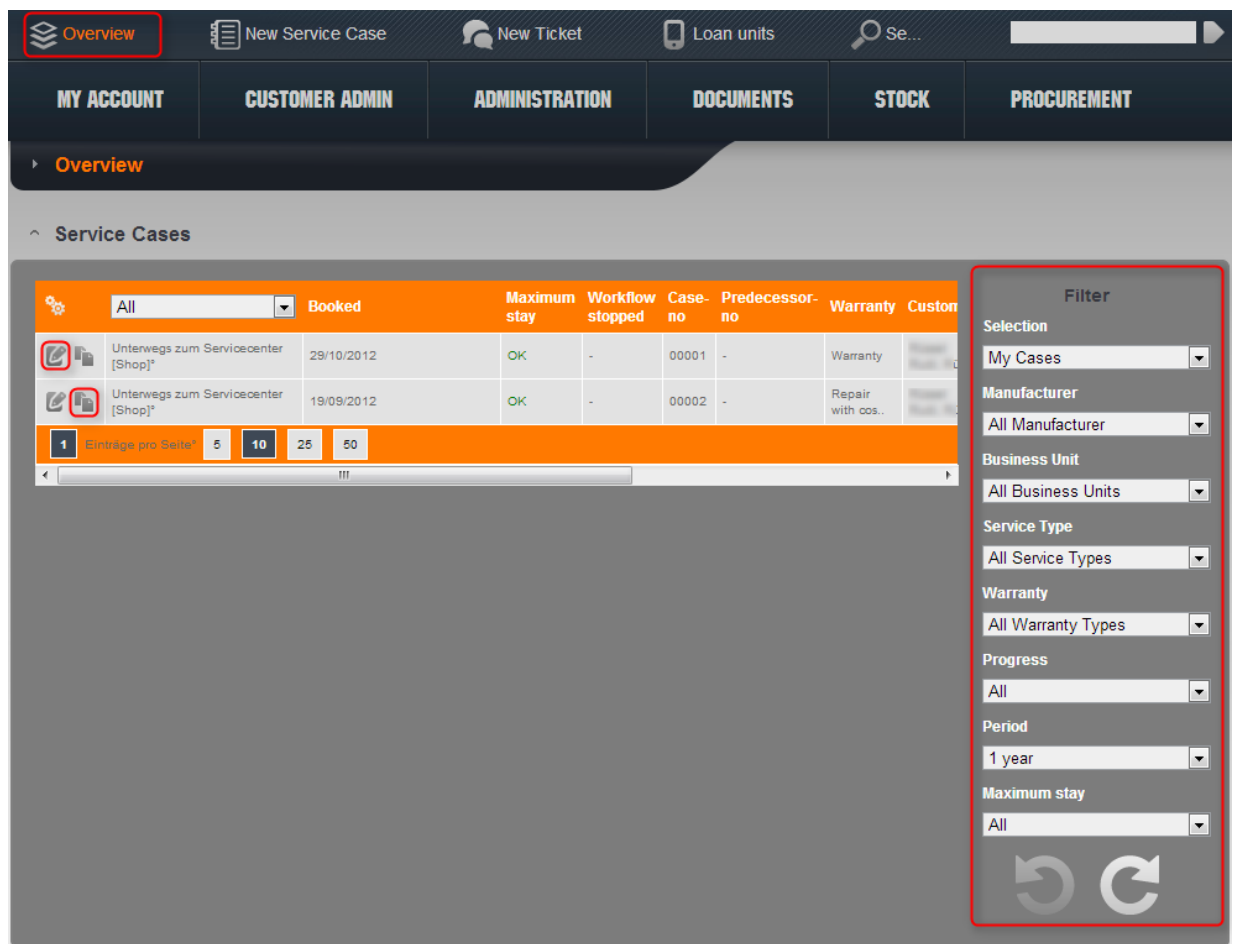 Overview New Service Case New Ticket Loan units Se...
MY ACCOUNT CUSTOMER ADMIN ADMINISTRATION DOCUMENTS STOCK PROCUREMENT
Overview
Service Cases
All Booked Maximum stay Workflow stopped Case-no Predecessor-no Warranty Custom
Unterwegs zum Servicecenter [Shop]° 29/10/2012 OK - 00001 - Warranty
Unterwegs zum Servicecenter [Shop]° 19/09/2012 OK - 00002 - Repair with cos..
1 Einträge pro Seite° 5 10 25 50
Filter
Selection
My Cases
Manufacturer
All Manufacturer
Business Unit
All Business Units
Service Type
All Service Types
Warranty
All Warranty Types
Progress
All
Period
1 year
Maximum stay
All